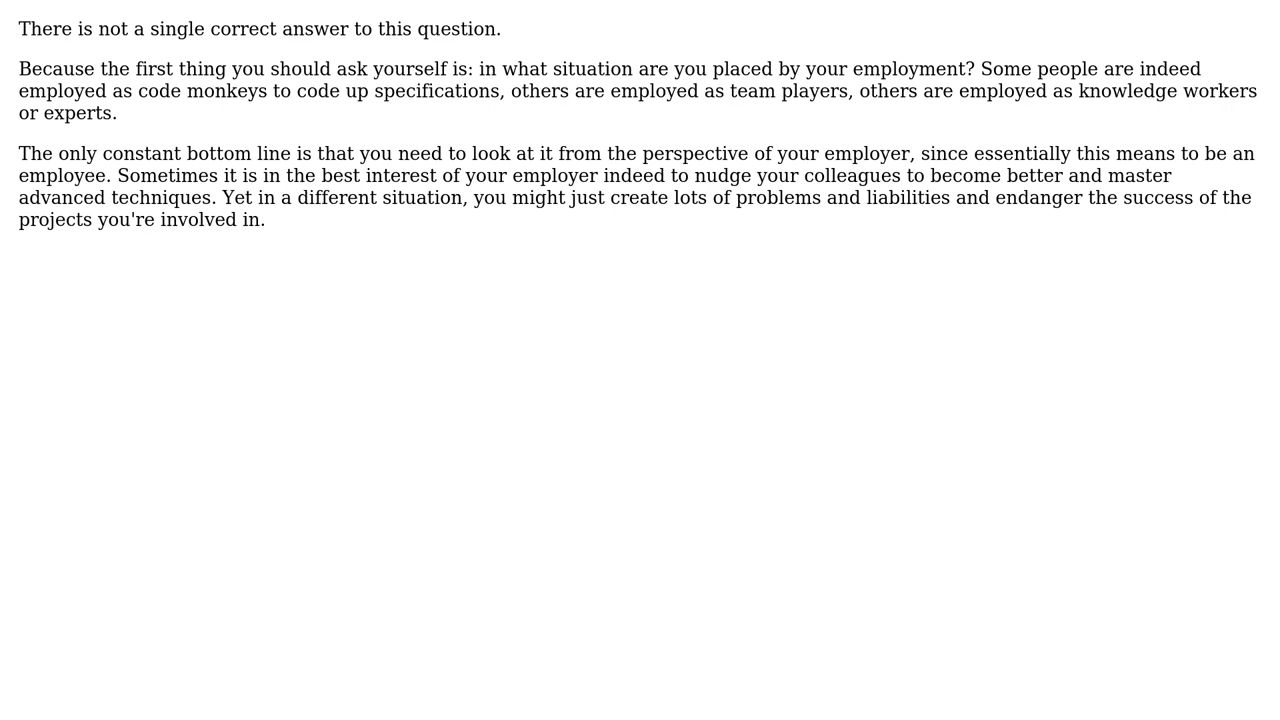 There is not a single correct answer to this question.
Because the first thing you should ask yourself is: in what situation are you placed by your employment? Some people are indeed
employed as code monkeys to code up specifications, others are employed as team players, others are employed as knowledge workers
or experts.
The only constant bottom line is that you need to look at it from the perspective of your employer, since essentially this means to be an
employee. Sometimes it is in the best interest of your employer indeed to nudge your colleagues to become better and master
advanced techniques. Yet in a different situation, you might just create lots of problems and liabilities and endanger the success of the
projects you're involved in.